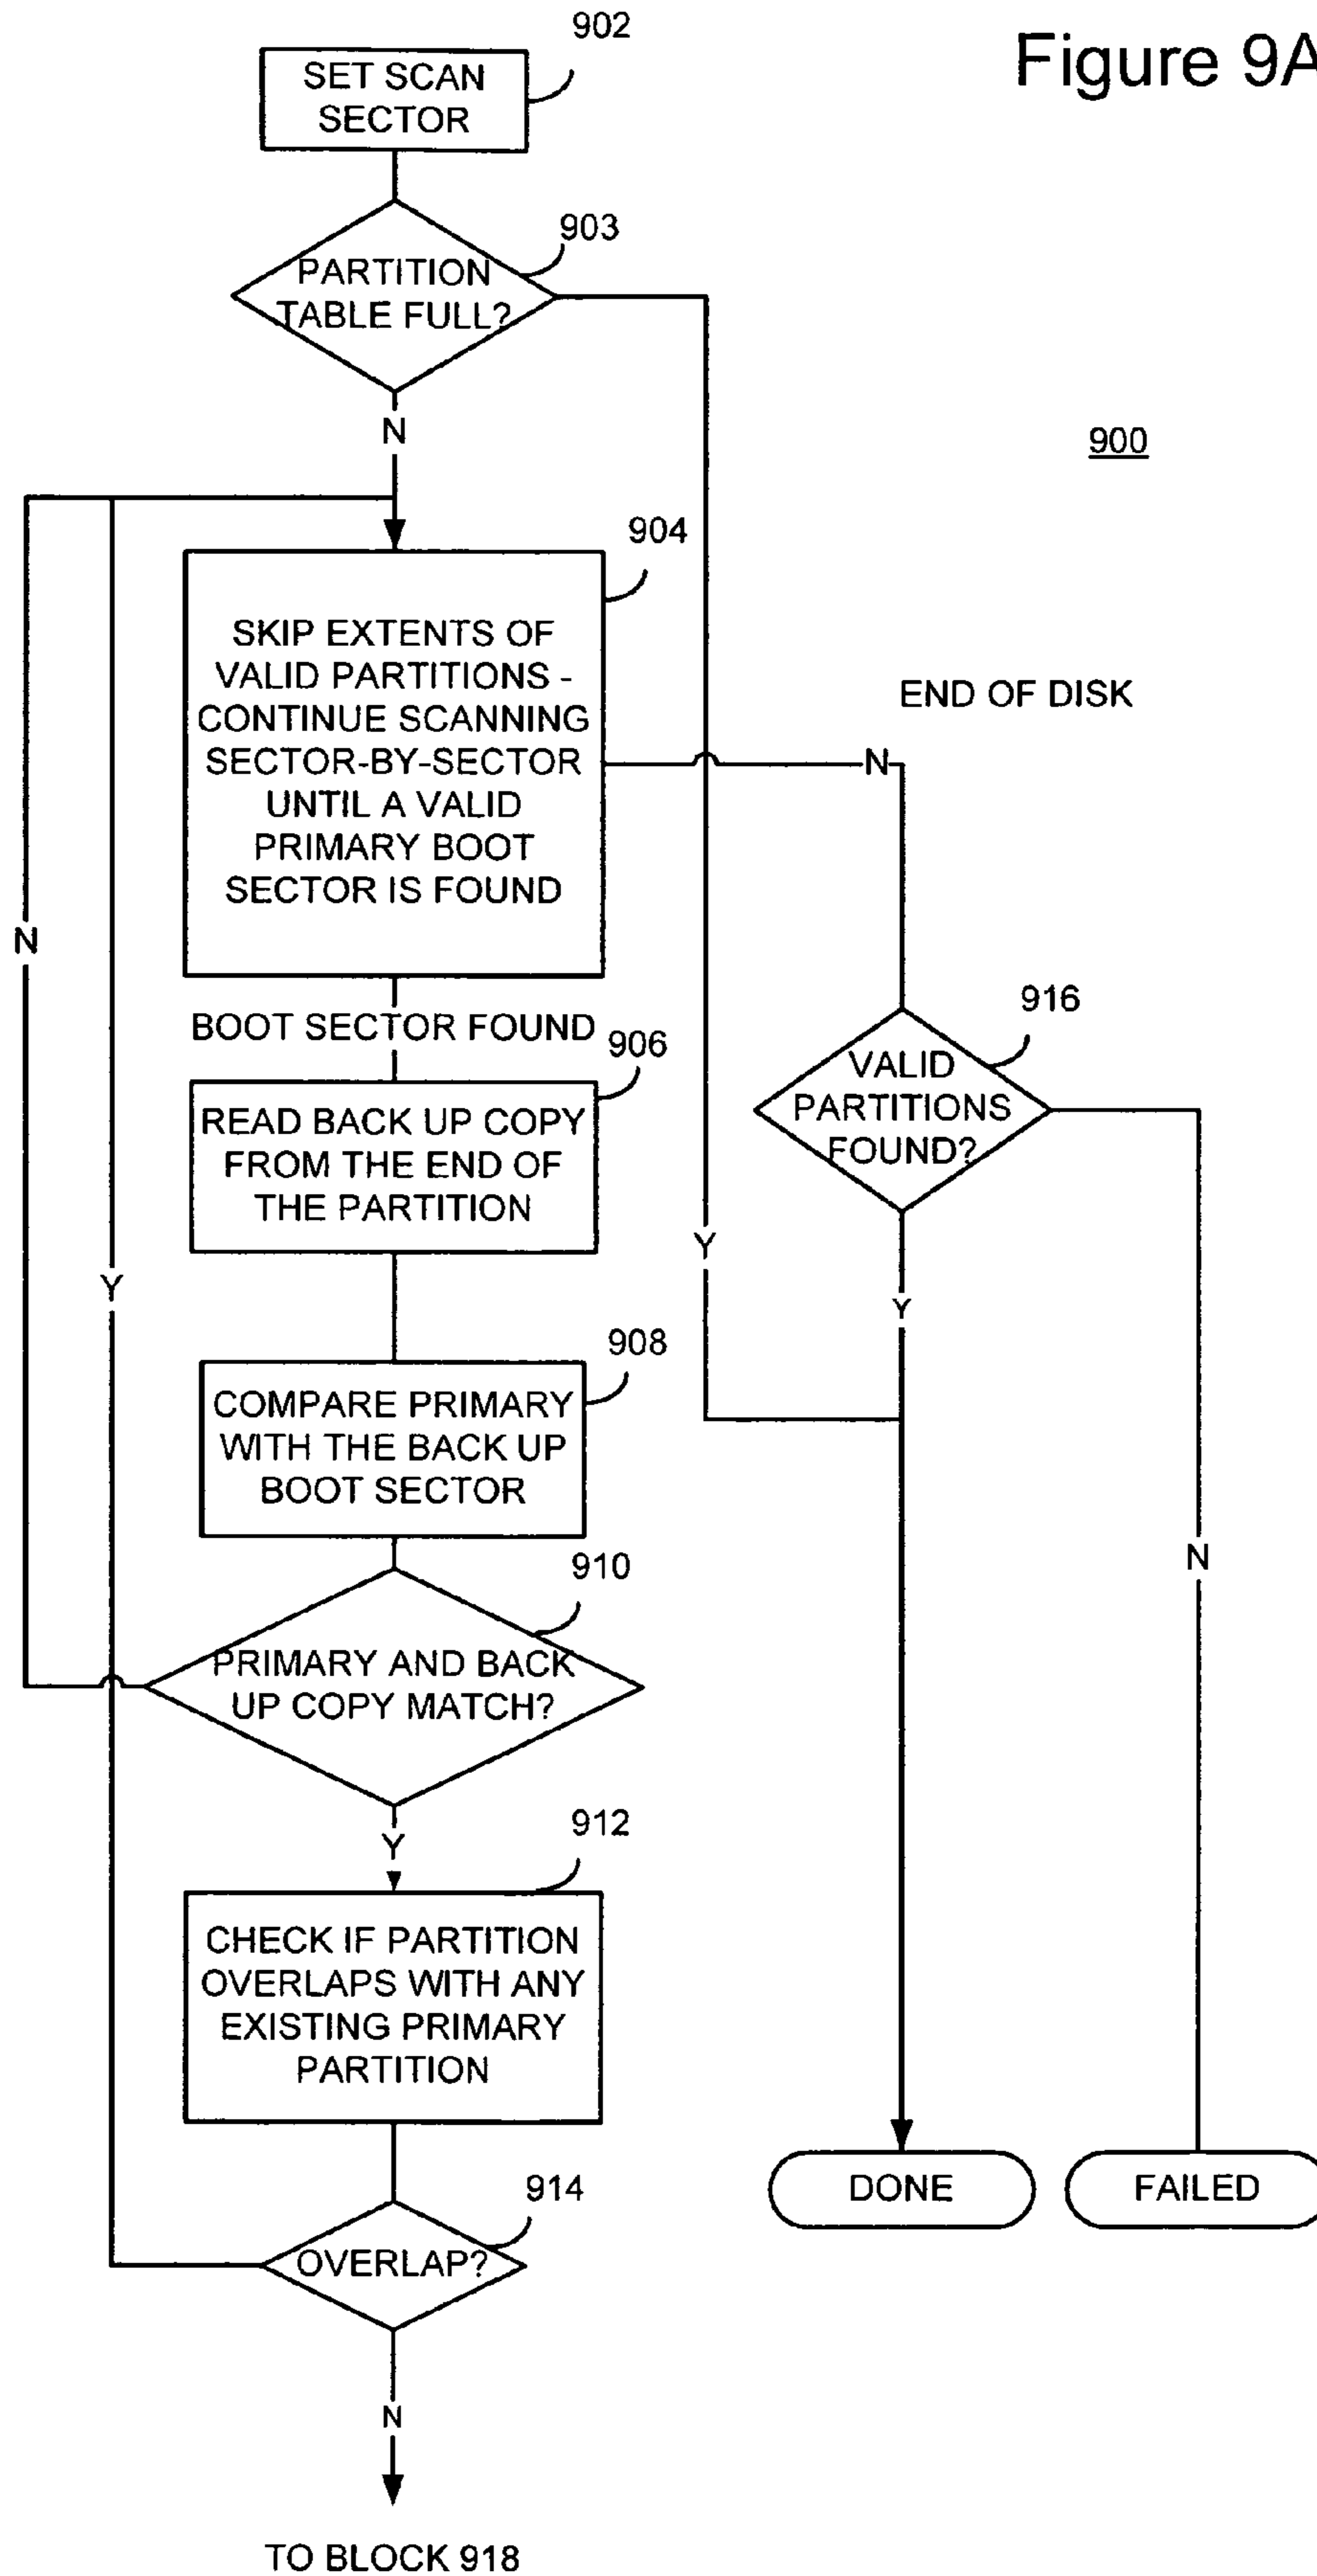 Figure 9A
902
SET SCAN
SECTOR
903
PARTITION
TABLE FULL?
N
900
904
SKIP EXTENTS OF
VALID PARTITIONS -
CONTINUE SCANNING
SECTOR-BY-SECTOR
UNTIL A VALID
PRIMARY BOOT
SECTOR IS FOUND
END OF DISK
N
N
BOOT SECTOR FOUND
916
VALID
PARTITIONS
FOUND?
906
READ BACK UP COPY
FROM THE END OF
THE PARTITION
Y
Y
Y
908
COMPARE PRIMARY
WITH THE BACK UP
BOOT SECTOR
N
910
PRIMARY AND BACK
UP COPY MATCH?
Y
912
CHECK IF PARTITION
OVERLAPS WITH ANY
EXISTING PRIMARY
PARTITION
DONE
FAILED
914
OVERLAP?
N
TO BLOCK 918